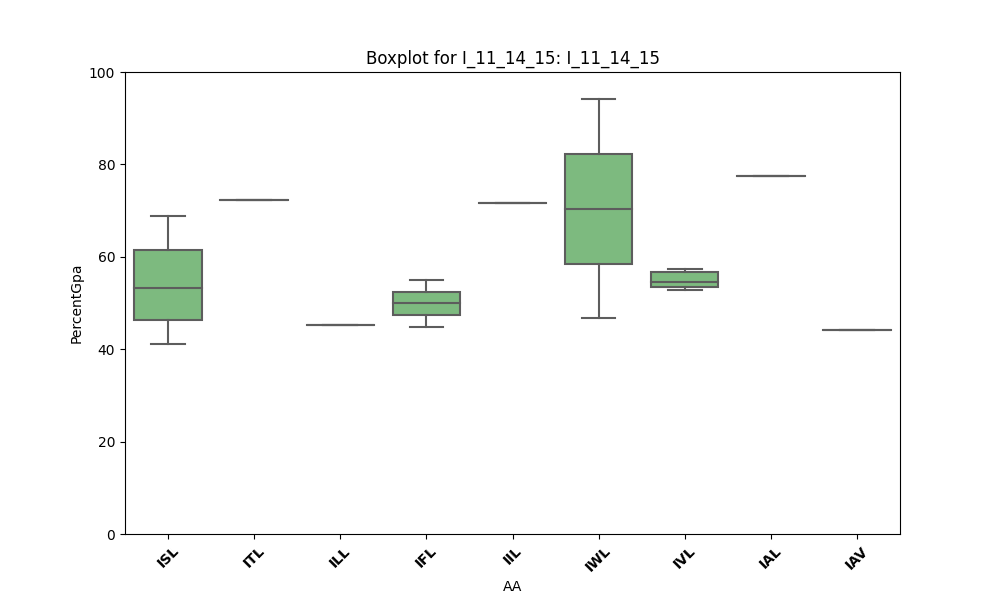 Boxplot for I_11_14_15: I_11_14_15
PercentGpa
100
80
60
40
20
0
ISL ITL ILL IFL IIL IWL IVL IAL IAV
AA